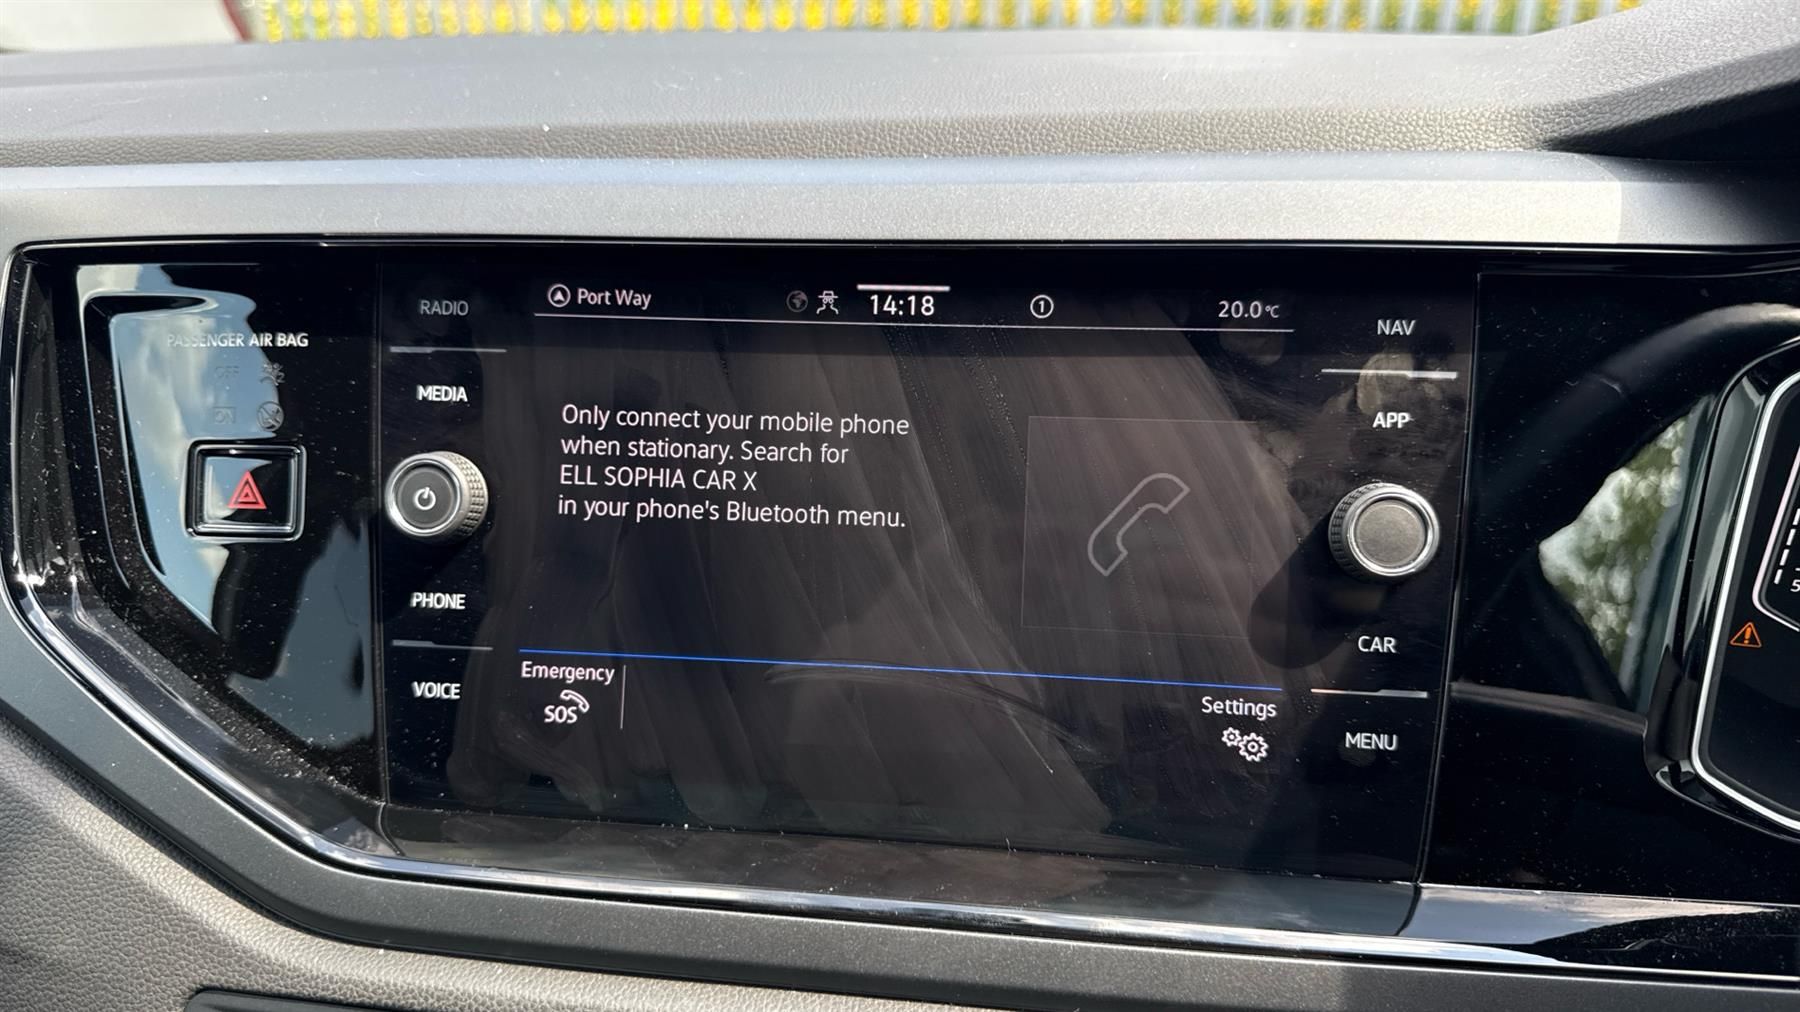 PASSENGER AIR BAG
OFF
ON
RADIO
MEDIA
PHONE
VOICE
Port Way
14:18
1
20.0°C
Only connect your mobile phone
when stationary. Search for
ELL SOPHIA CAR X
in your phone's Bluetooth menu.
Emergency
SOS
Settings
NAV
APP
CAR
MENU
5